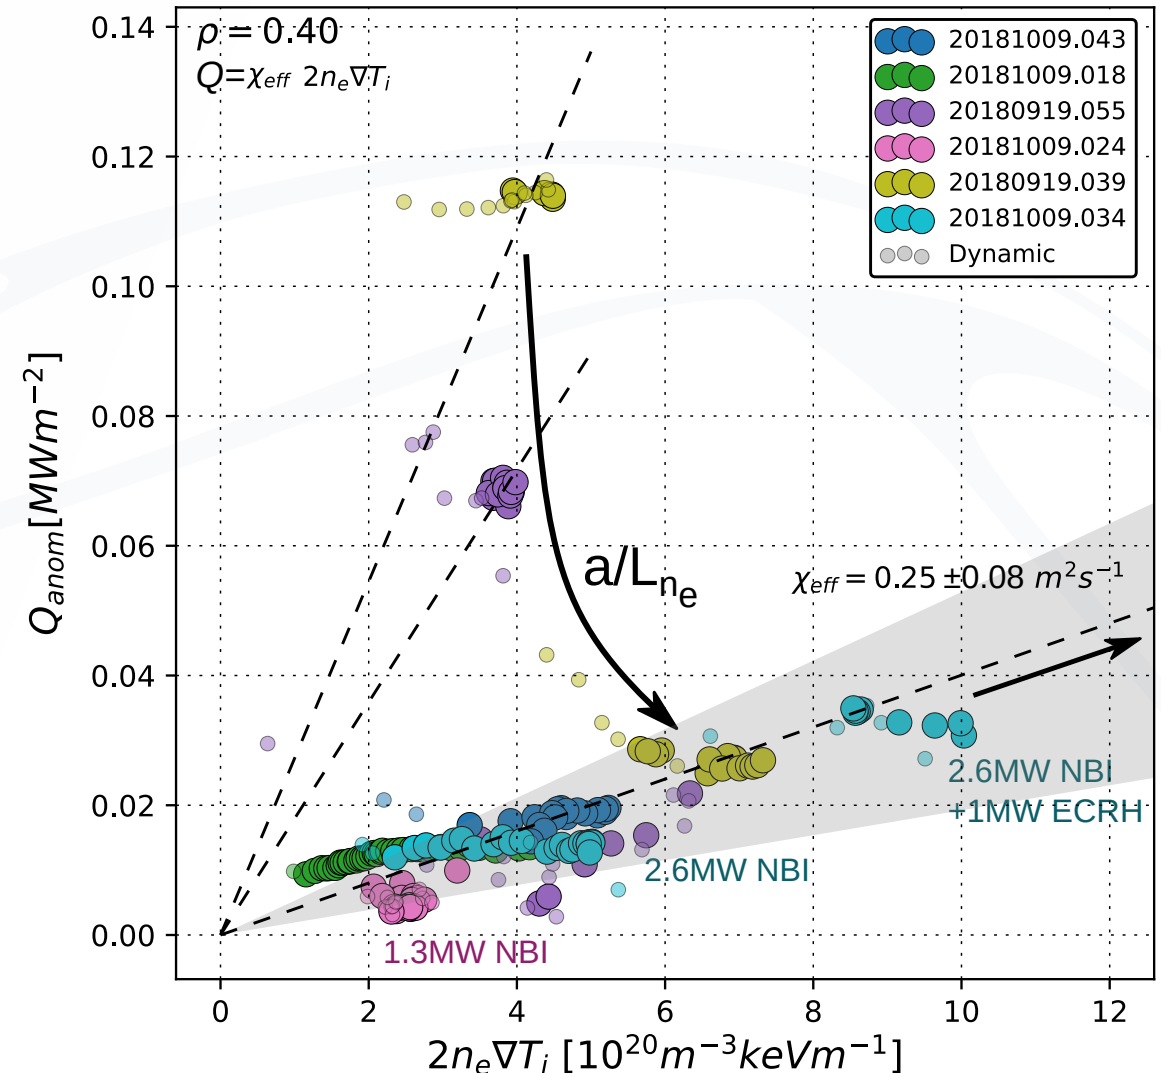 ρ = 0.40
Q=χeff 2ne∇Ti
20181009.043
20181009.018
20180919.055
20181009.024
20180919.039
20181009.034
Dynamic
0.14
0.12
0.10
0.08
0.06
0.04
0.02
0.00
Qanom[MWm−2]
a/Lne
χeff = 0.25 ±0.08 m2s−1
2.6MW NBI
+1MW ECRH
2.6MW NBI
1.3MW NBI
0 2 4 6 8 10 12
2ne∇Ti [1020m−3keVm−1]